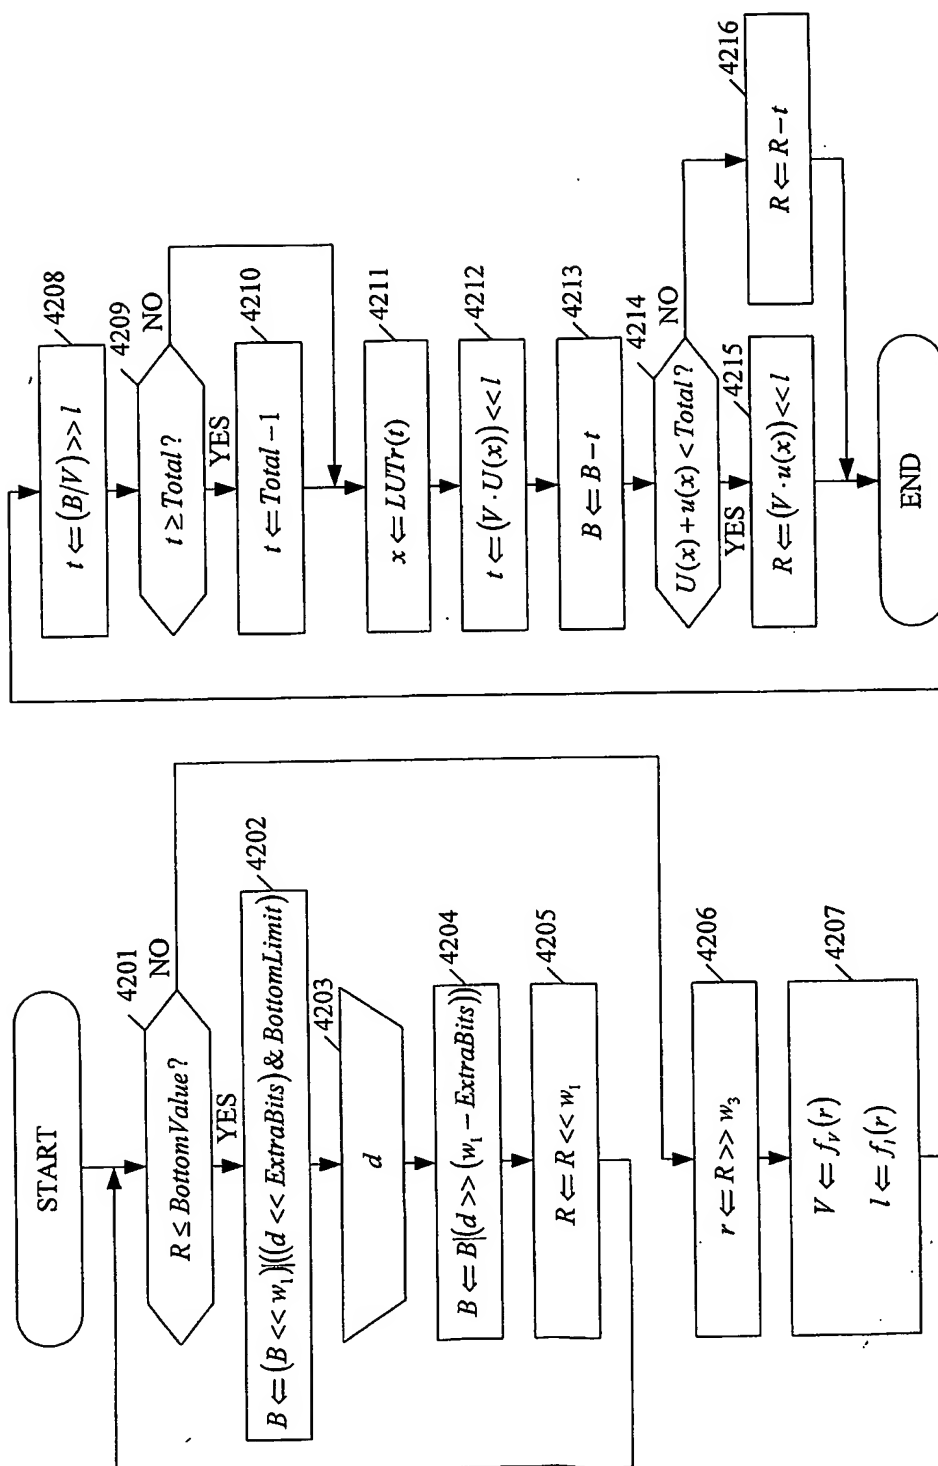 START
4201
R ≤ BottomValue?
NO
YES
4202
B ⇐ (B << w₁)|((d << ExtraBits) & BottomLimit)
4203
d
4204
B ⇐ B|(d >> (w₁ − ExtraBits))
4205
R ⇐ R << w₁
4206
r ⇐ R >> w₃
4207
V ⇐ fᵥ(r)
l ⇐ fₗ(r)
4208
t ⇐ (B/V) >> l
4209
t ≥ Total?
NO
YES
4210
t ⇐ Total − 1
4211
x ⇐ LUTr(t)
4212
t ⇐ (V · U(x)) << l
4213
B ⇐ B − t
4214
U(x) + u(x) < Total?
NO
YES
4215
R ⇐ (V · u(x)) << l
4216
R ⇐ R − t
END